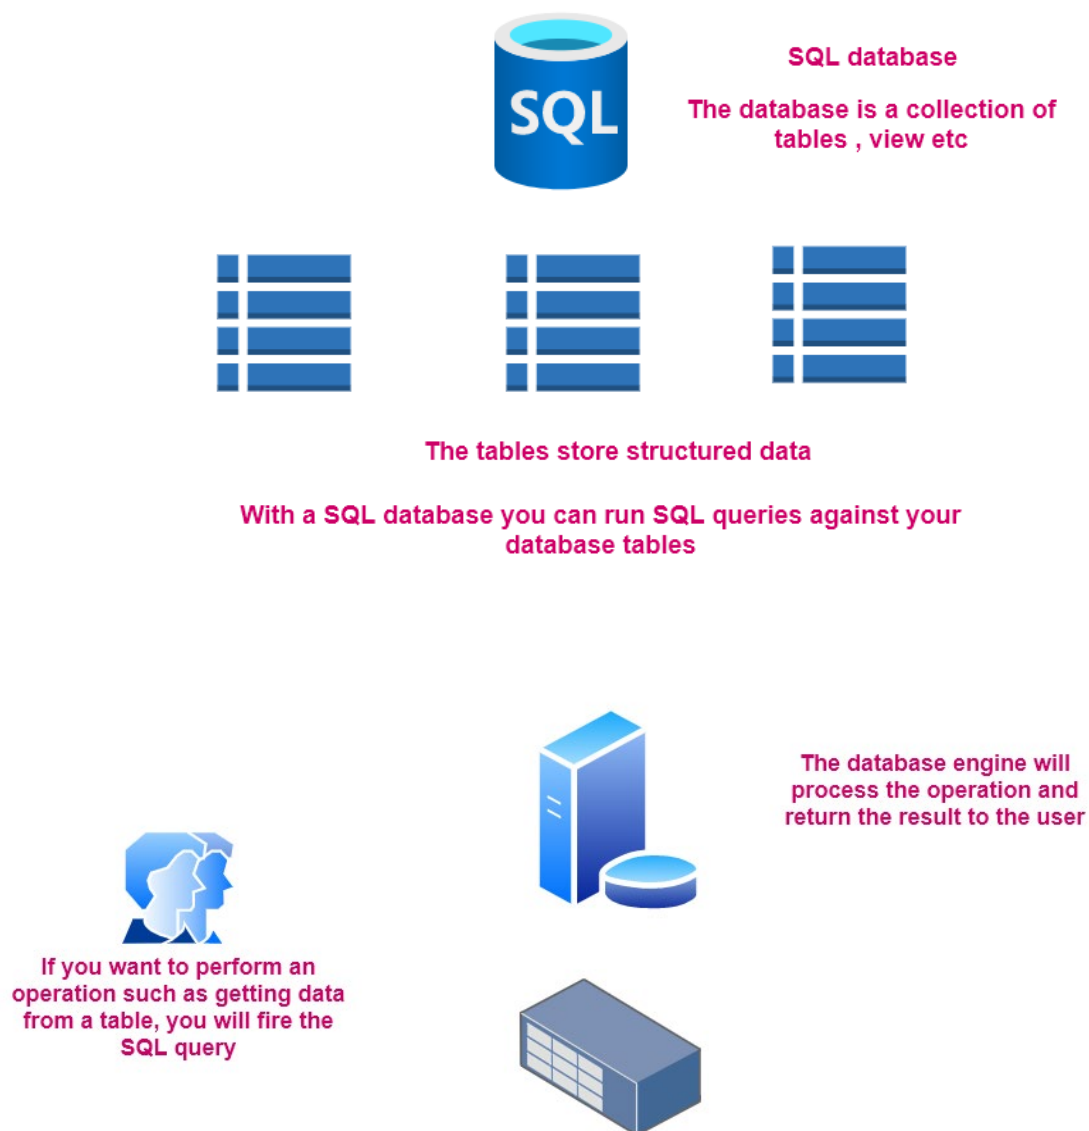 SQL
SQL database
The database is a collection of
tables , view etc
The tables store structured data
With a SQL database you can run SQL queries against your
database tables
The database engine will
process the operation and
return the result to the user
If you want to perform an
operation such as getting data
from a table, you will fire the
SQL query